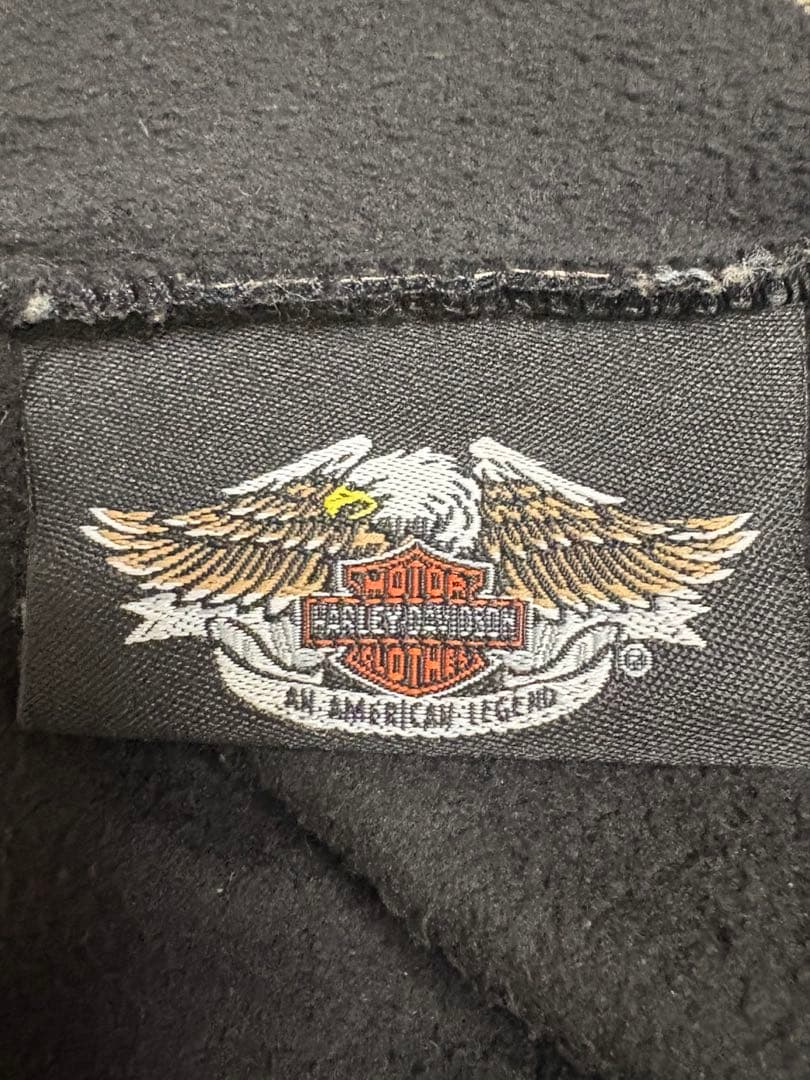 MOTOR
HARLEY-DAVIDSON
CLOTHES
AN AMERICAN LEGEND
®